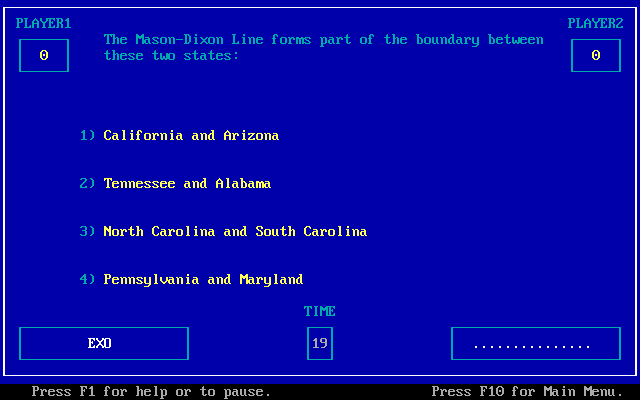 PLAYER1
PLAYER2
0
The Mason-Dixon Line forms part of the boundary between
these two states:
0
1) California and Arizona
2) Tennessee and Alabama
3) North Carolina and South Carolina
4) Pennsylvania and Maryland
TIME
EXO
19
...............
Press F1 for help or to pause.
Press F10 for Main Menu.